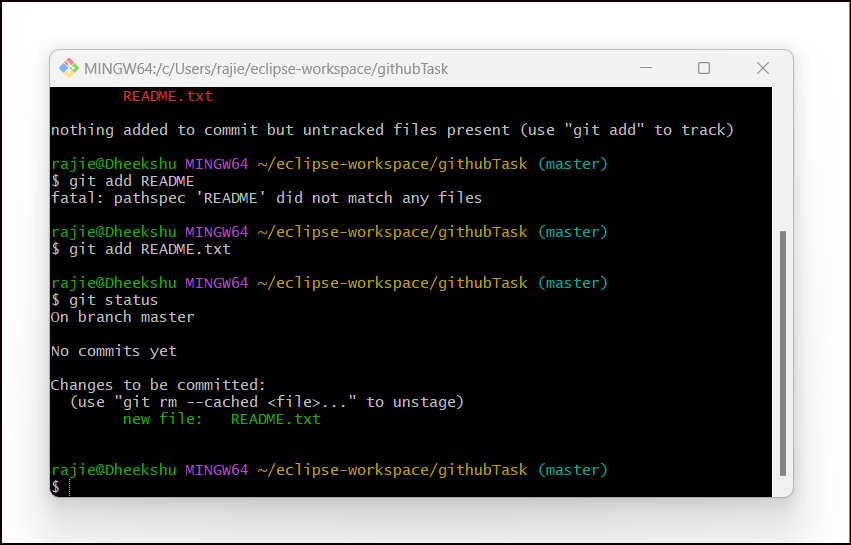 MINGW64:/c/Users/rajie/eclipse-workspace/githubTask
README.txt
nothing added to commit but untracked files present (use "git add" to track)
rajie@Dheekshu MINGW64 ~/eclipse-workspace/githubTask (master)
$ git add README
fatal: pathspec 'README' did not match any files
rajie@Dheekshu MINGW64 ~/eclipse-workspace/githubTask (master)
$ git add README.txt
rajie@Dheekshu MINGW64 ~/eclipse-workspace/githubTask (master)
$ git status
On branch master
No commits yet
Changes to be committed:
(use "git rm --cached <file>..." to unstage)
new file:   README.txt
rajie@Dheekshu MINGW64 ~/eclipse-workspace/githubTask (master)
$